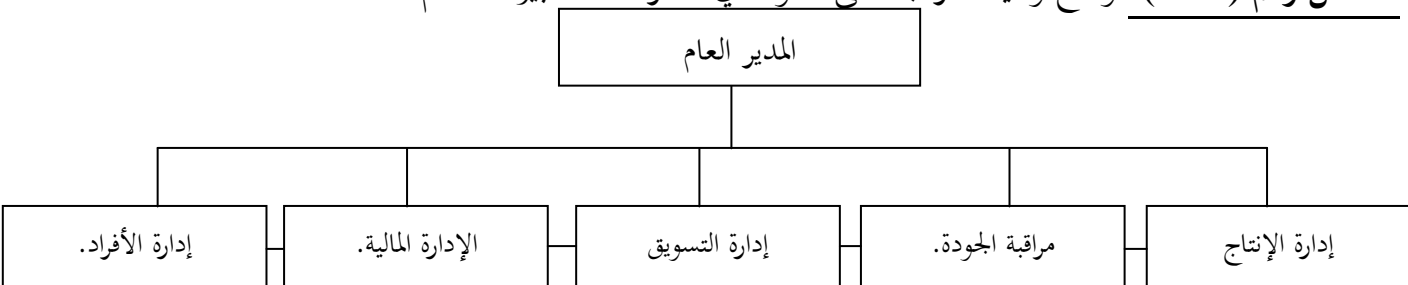 المدير العام
إدارة الإنتاج
مراقبة الجودة.
إدارة التسويق
الإدارة المالية.
إدارة الأفراد.